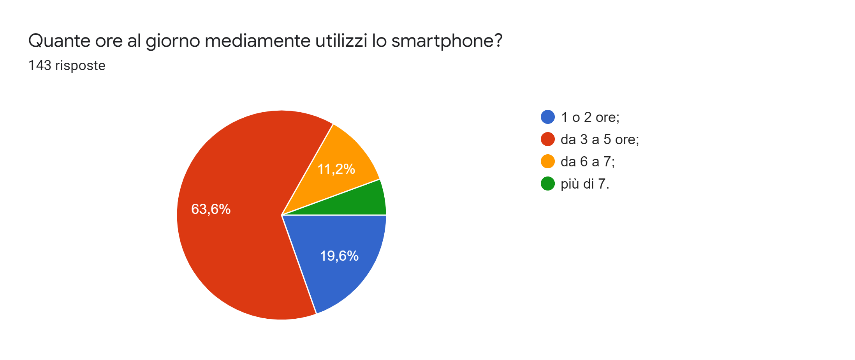 Quante ore al giorno mediamente utilizzi lo smartphone?
143 risposte
1 o 2 ore;
da 3 a 5 ore;
da 6 a 7;
più di 7.
11,2%
63,6%
19,6%